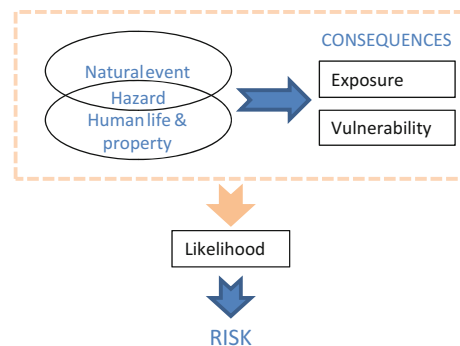 CONSEQUENCES
Natural event
Hazard
Human life &
property
Exposure
Vulnerability
Likelihood
RISK